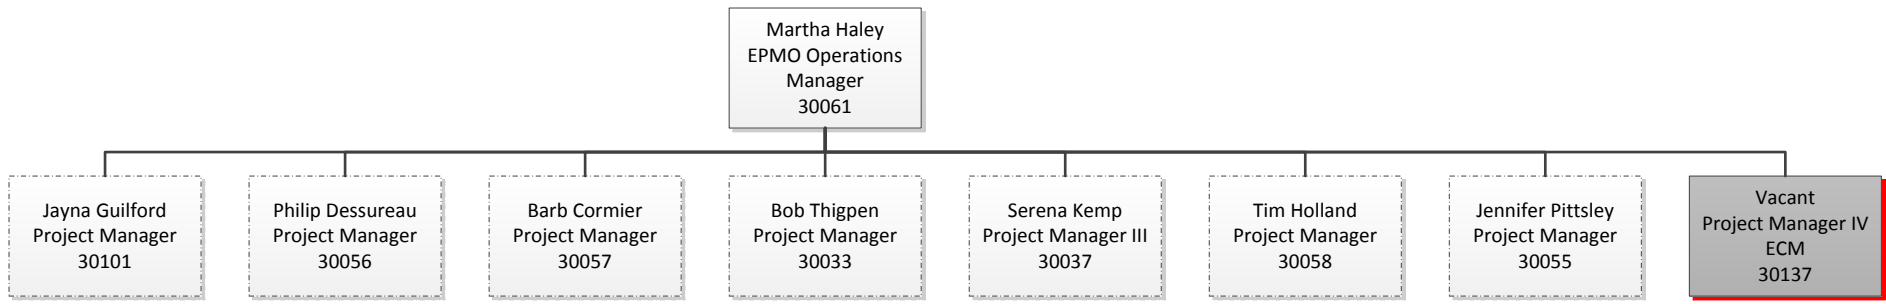 Martha Haley
EPMO Operations
Manager
30061
Jayna Guilford
Project Manager
30101
Philip Dessureau
Project Manager
30056
Barb Cormier
Project Manager
30057
Bob Thigpen
Project Manager
30033
Serena Kemp
Project Manager III
30037
Tim Holland
Project Manager
30058
Jennifer Pittsley
Project Manager
30055
Vacant
Project Manager IV
ECM
30137